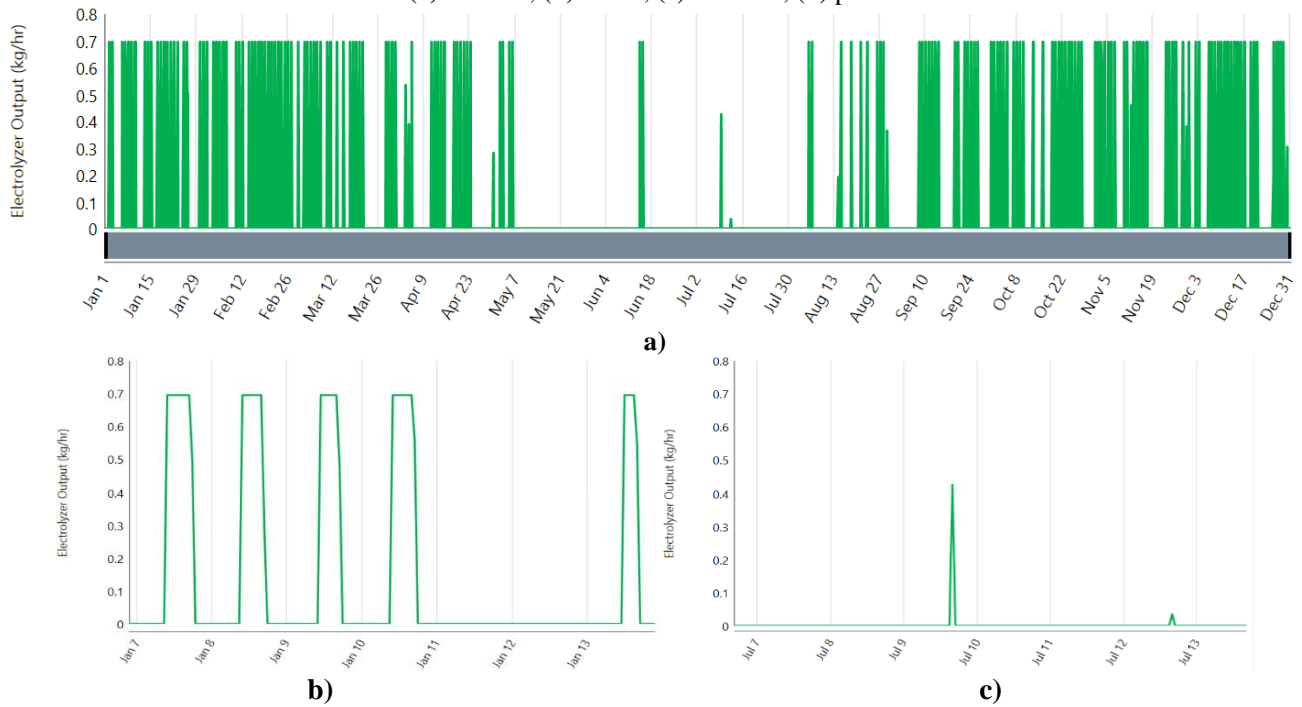 0.8
0.7
0.6
0.5
0.4
0.3
0.2
0.1
0
Electrolyzer Output (kg/hr)
Jan 1
Jan 15
Jan 29
Feb 12
Feb 26
Mar 12
Mar 26
Apr 9
Apr 23
May 7
May 21
Jun 4
Jun 18
Jul 2
Jul 16
Jul 30
Aug 13
Aug 27
Sep 10
Sep 24
Oct 8
Oct 22
Nov 5
Nov 19
Dec 3
Dec 17
Dec 31
a)
0.8
0.7
0.6
0.5
0.4
0.3
0.2
0.1
0
Electrolyzer Output (kg/hr)
Jan 7
Jan 8
Jan 9
Jan 10
Jan 11
Jan 12
Jan 13
b)
0.8
0.7
0.6
0.5
0.4
0.3
0.2
0.1
0
Electrolyzer Output (kg/hr)
Jul 7
Jul 8
Jul 9
Jul 10
Jul 11
Jul 12
Jul 13
c)